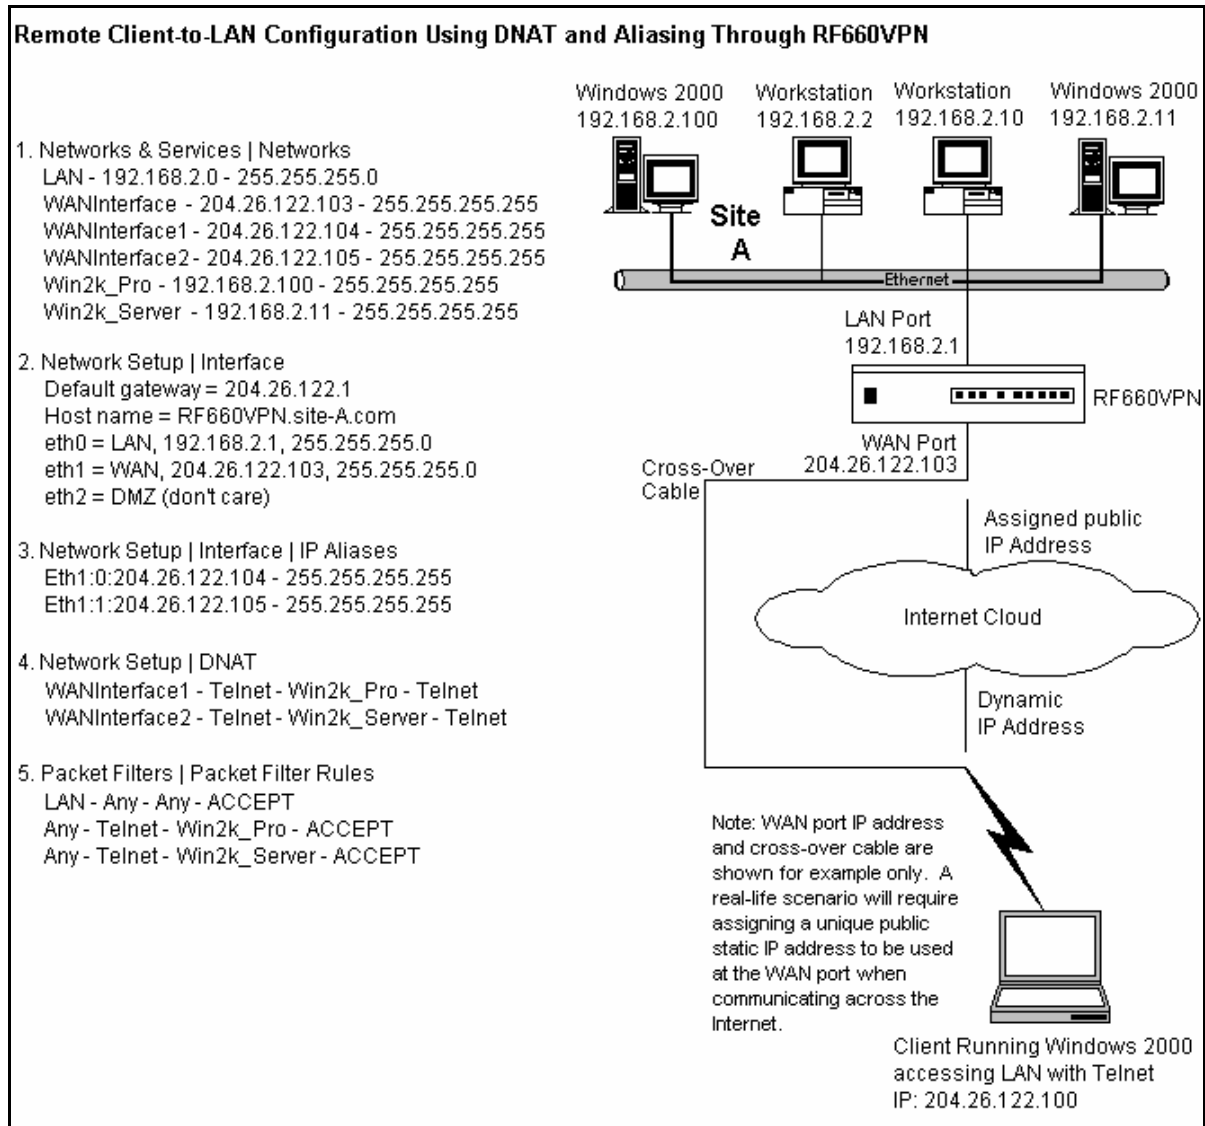 Remote Client-to-LAN Configuration Using DNAT and Aliasing Through RF660VPN
1. Networks & Services | Networks
LAN - 192.168.2.0 - 255.255.255.0
WANInterface - 204.26.122.103 - 255.255.255.255
WANInterface1 - 204.26.122.104 - 255.255.255.255
WANInterface2 - 204.26.122.105 - 255.255.255.255
Win2k_Pro - 192.168.2.100 - 255.255.255.255
Win2k_Server - 192.168.2.11 - 255.255.255.255
2. Network Setup | Interface
Default gateway = 204.26.122.1
Host name = RF660VPN.site-A.com
eth0 = LAN, 192.168.2.1, 255.255.255.0
eth1 = WAN, 204.26.122.103, 255.255.255.0
eth2 = DMZ (don't care)
3. Network Setup | Interface | IP Aliases
Eth1:0:204.26.122.104 - 255.255.255.255
Eth1:1:204.26.122.105 - 255.255.255.255
4. Network Setup | DNAT
WANInterface1 - Telnet - Win2k_Pro - Telnet
WANInterface2 - Telnet - Win2k_Server - Telnet
5. Packet Filters | Packet Filter Rules
LAN - Any - Any - ACCEPT
Any - Telnet - Win2k_Pro - ACCEPT
Any - Telnet - Win2k_Server - ACCEPT
Windows 2000
192.168.2.100
Workstation
192.168.2.2
Workstation
192.168.2.10
Windows 2000
192.168.2.11
Site
A
Ethernet
LAN Port
192.168.2.1
RF660VPN
WAN Port
204.26.122.103
Cross-Over
Cable
Assigned public
IP Address
Internet Cloud
Dynamic
IP Address
Note: WAN port IP address
and cross-over cable are
shown for example only. A
real-life scenario will require
assigning a unique public
static IP address to be used
at the WAN port when
communicating across the
Internet.
Client Running Windows 2000
accessing LAN with Telnet
IP: 204.26.122.100